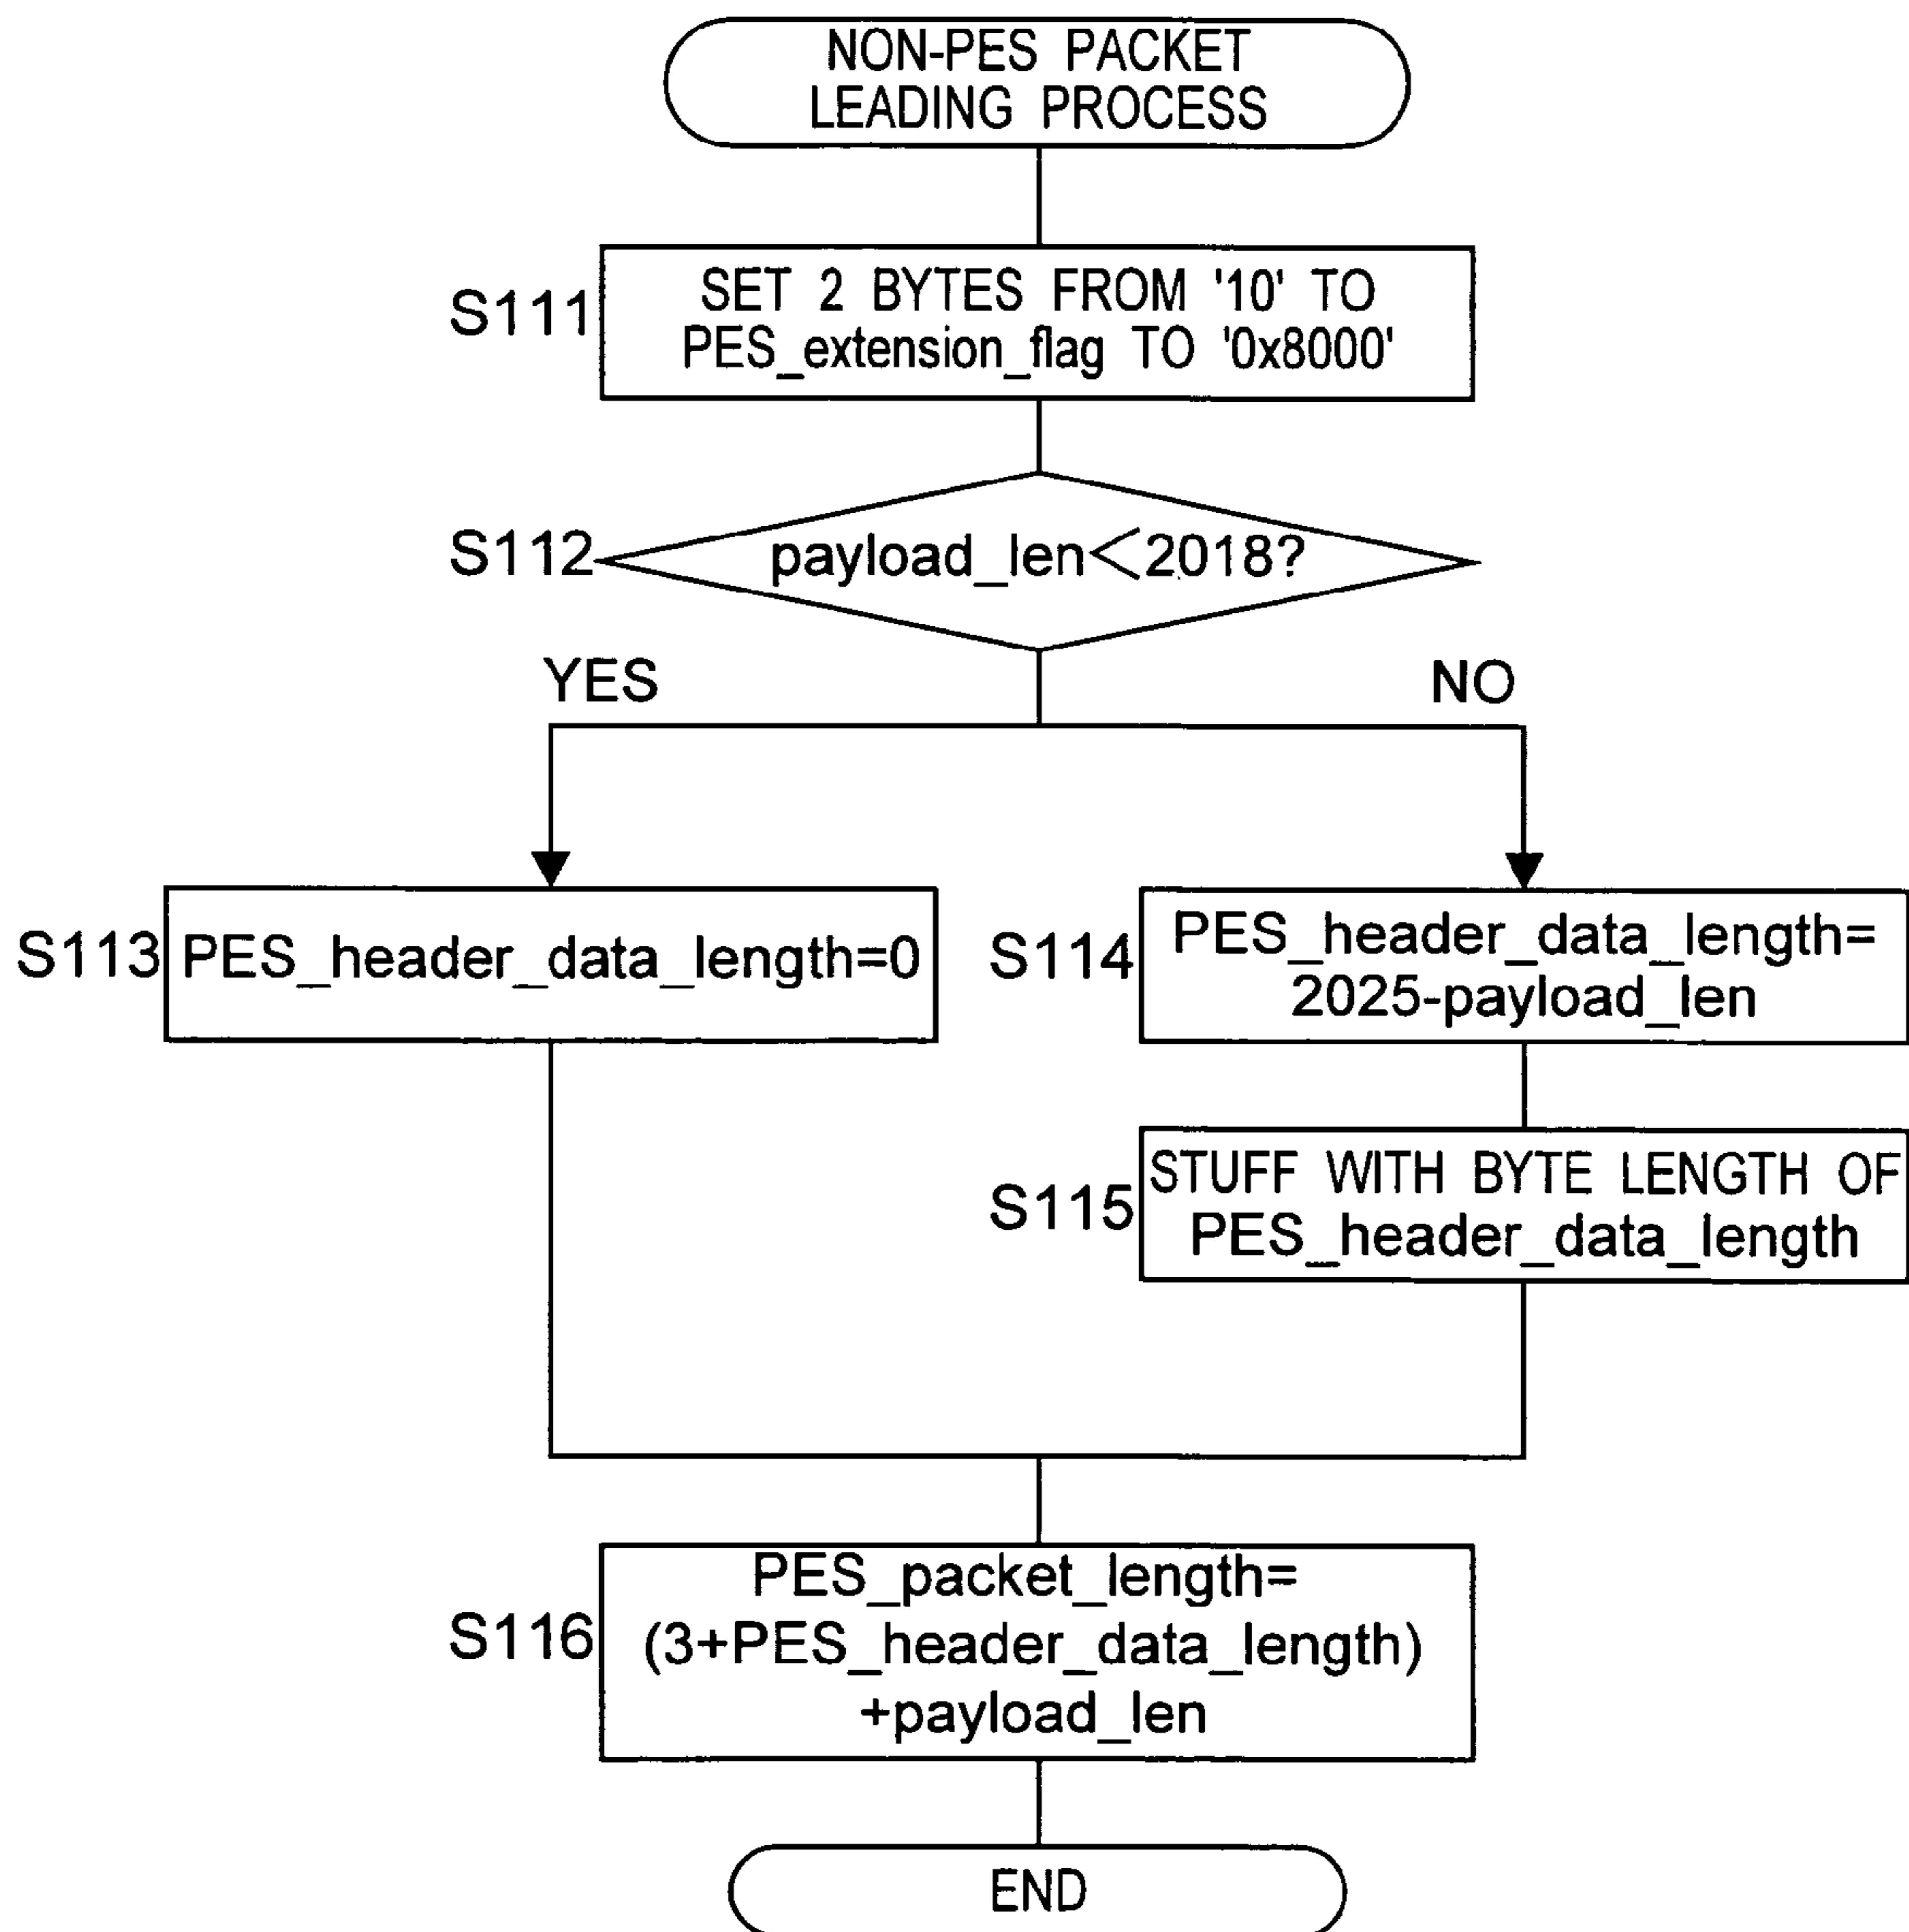 NON-PES PACKET
LEADING PROCESS
S111
SET 2 BYTES FROM '10' TO
PES_extension_flag TO '0x8000'
S112
payload_len<2018?
YES
NO
S113
PES_header_data_length=0
S114
PES_header_data_length=
2025-payload_len
S115
STUFF WITH BYTE LENGTH OF
PES_header_data_length
S116
PES_packet_length=
(3+PES_header_data_length)
+payload_len
END